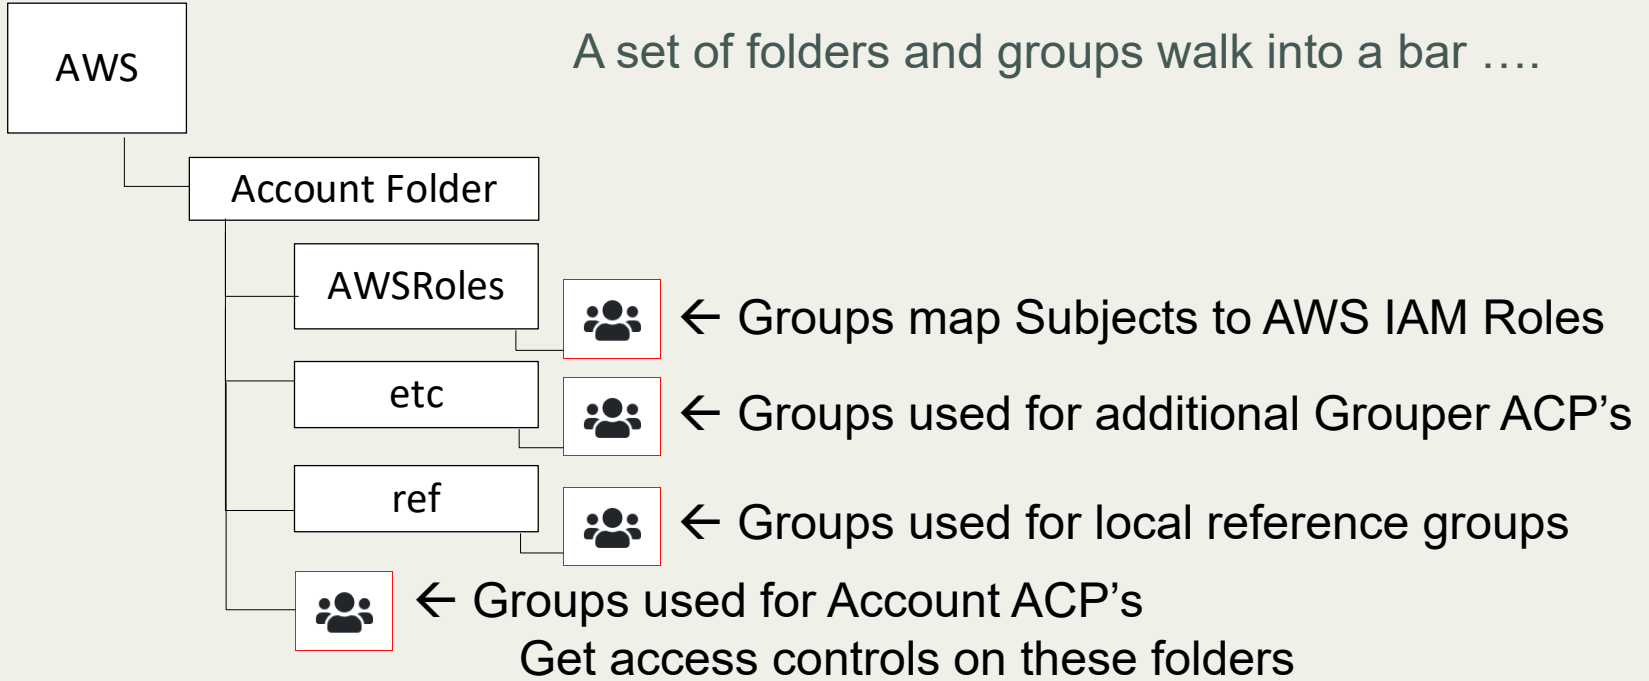 AWS
A set of folders and groups walk into a bar ….
Account Folder
AWSRoles
← Groups map Subjects to AWS IAM Roles
etc
← Groups used for additional Grouper ACP’s
ref
← Groups used for local reference groups
← Groups used for Account ACP’s
Get access controls on these folders